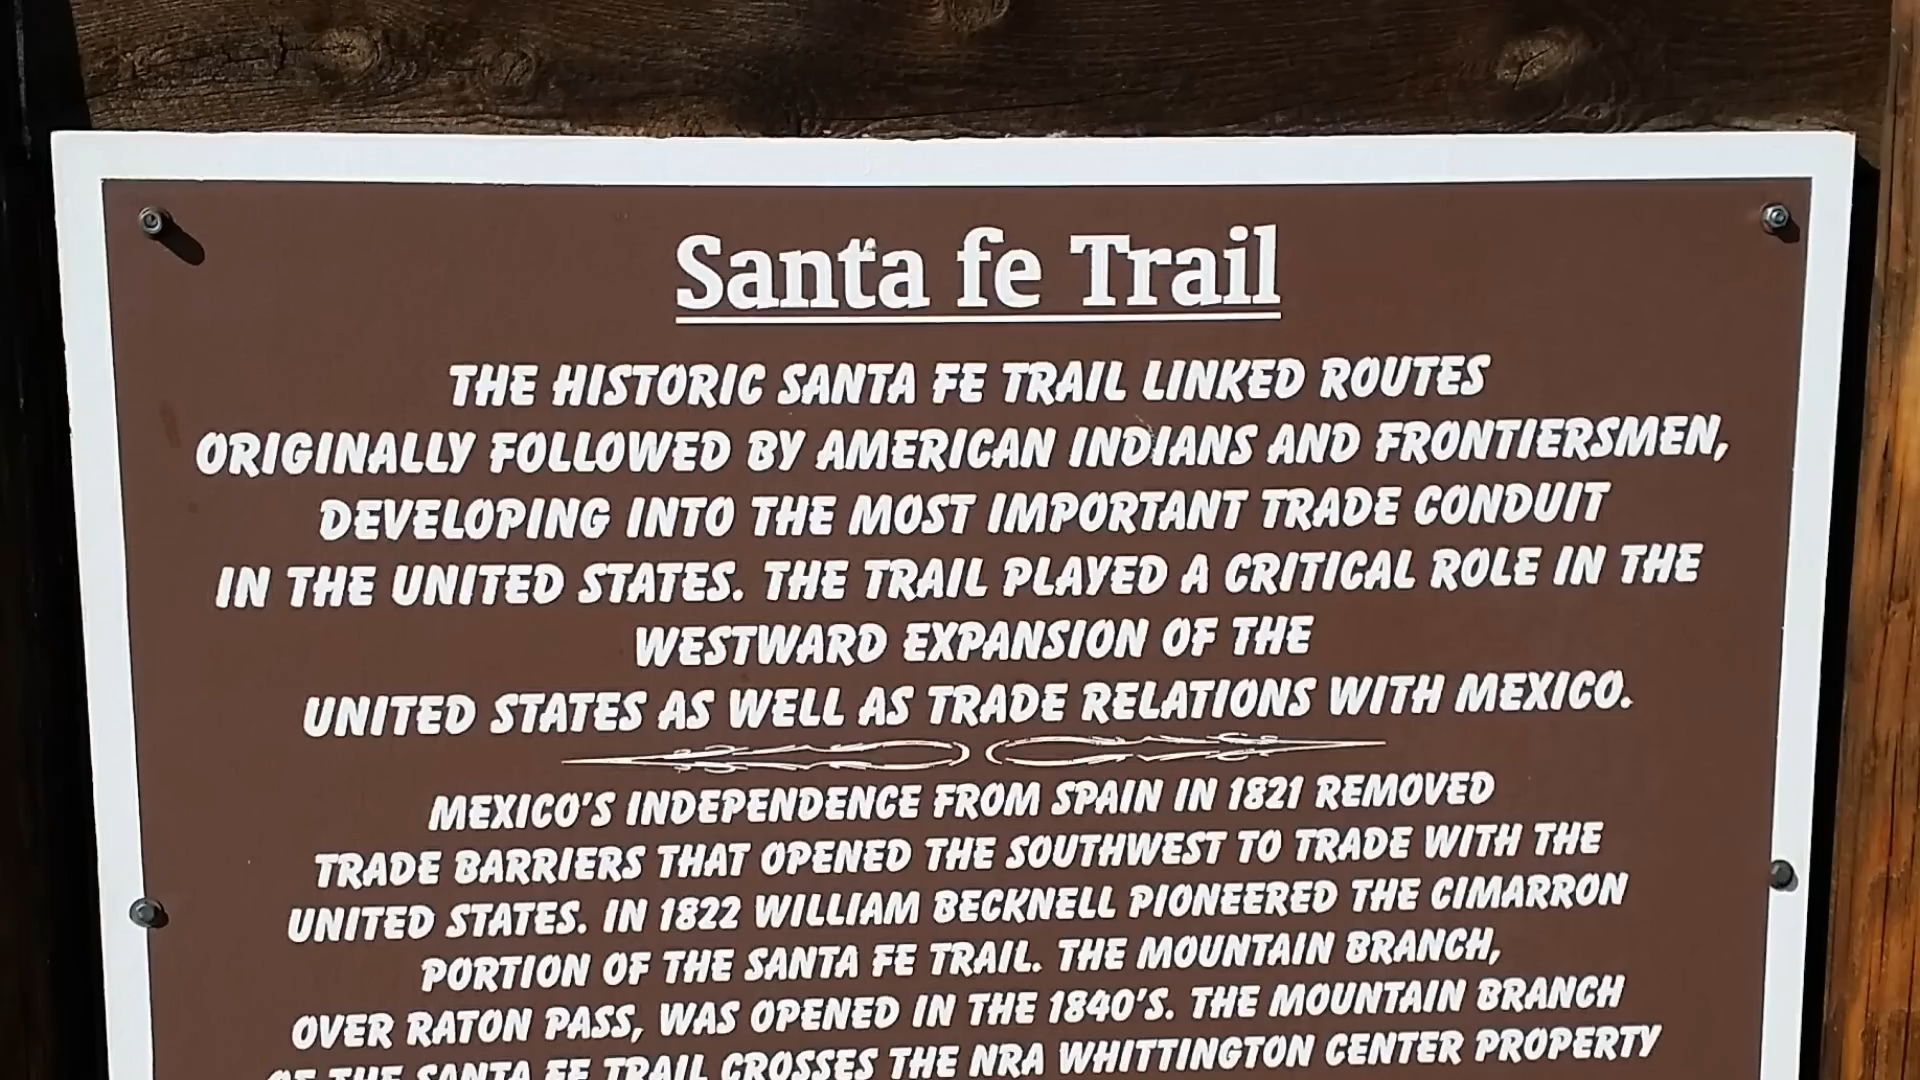 Santa fe Trail
THE HISTORIC SANTA FE TRAIL LINKED ROUTES
ORIGINALLY FOLLOWED BY AMERICAN INDIANS AND FRONTIERSMEN,
DEVELOPING INTO THE MOST IMPORTANT TRADE CONDUIT
IN THE UNITED STATES. THE TRAIL PLAYED A CRITICAL ROLE IN THE
WESTWARD EXPANSION OF THE
UNITED STATES AS WELL AS TRADE RELATIONS WITH MEXICO.
MEXICO'S INDEPENDENCE FROM SPAIN IN 1821 REMOVED
TRADE BARRIERS THAT OPENED THE SOUTHWEST TO TRADE WITH THE
UNITED STATES. IN 1822 WILLIAM BECKNELL PIONEERED THE CIMARRON
PORTION OF THE SANTA FE TRAIL. THE MOUNTAIN BRANCH,
OVER RATON PASS, WAS OPENED IN THE 1840'S. THE MOUNTAIN BRANCH
OF THE SANTA FE TRAIL CROSSES THE NRA WHITTINGTON CENTER PROPERTY